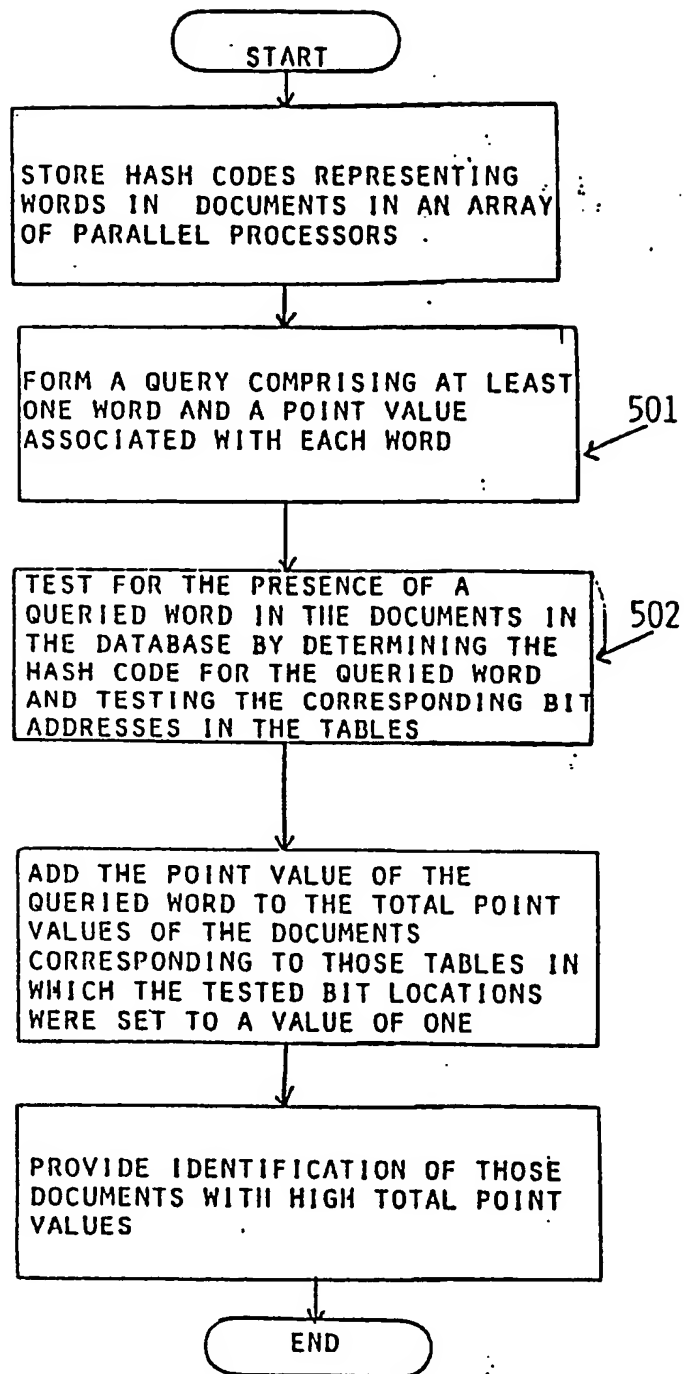 START
STORE HASH CODES REPRESENTING
WORDS IN DOCUMENTS IN AN ARRAY
OF PARALLEL PROCESSORS
FORM A QUERY COMPRISING AT LEAST
ONE WORD AND A POINT VALUE
ASSOCIATED WITH EACH WORD
501
TEST FOR THE PRESENCE OF A
QUERIED WORD IN THE DOCUMENTS IN
THE DATABASE BY DETERMINING THE
HASH CODE FOR THE QUERIED WORD
AND TESTING THE CORRESPONDING BIT
ADDRESSES IN THE TABLES
502
ADD THE POINT VALUE OF THE
QUERIED WORD TO THE TOTAL POINT
VALUES OF THE DOCUMENTS
CORRESPONDING TO THOSE TABLES IN
WHICH THE TESTED BIT LOCATIONS
WERE SET TO A VALUE OF ONE
PROVIDE IDENTIFICATION OF THOSE
DOCUMENTS WITH HIGH TOTAL POINT
VALUES
END